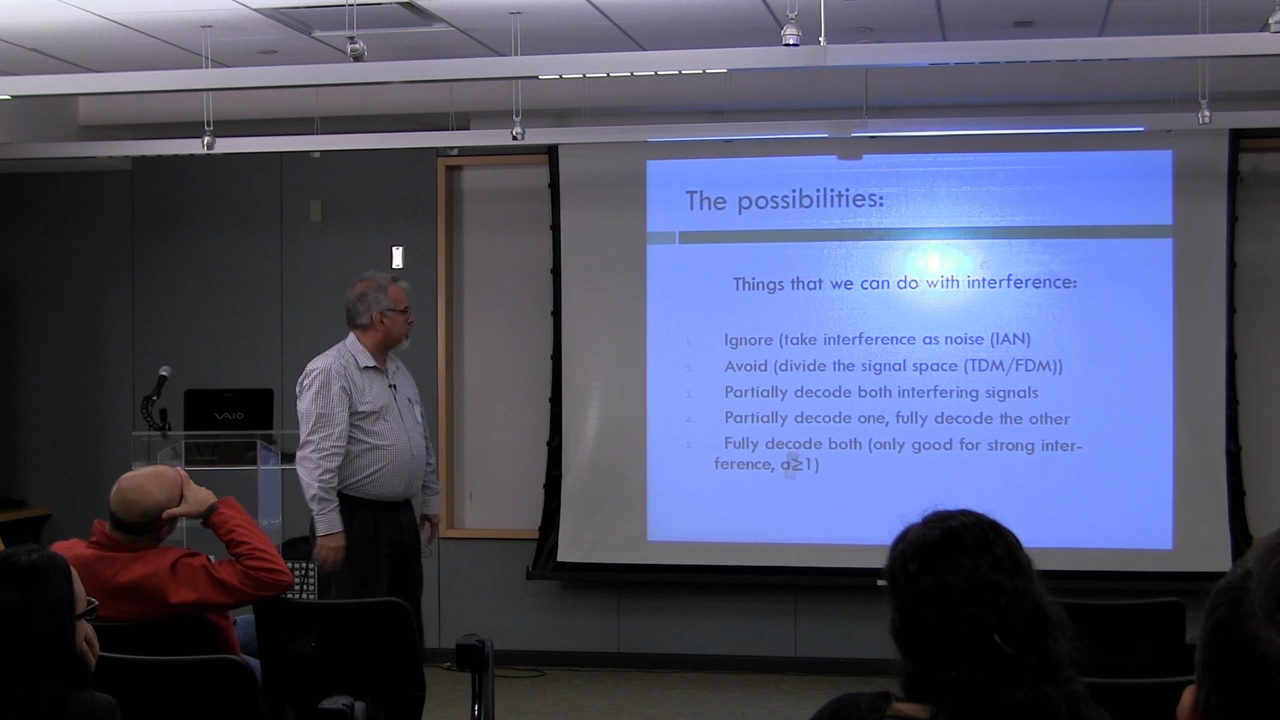 The possibilities:
Things that we can do with interference:
1. Ignore (take interference as noise (IAN)
2. Avoid (divide the signal space (TDM/FDM))
3. Partially decode both interfering signals
4. Partially decode one, fully decode the other
5. Fully decode both (only good for strong inter-
ference, a≥1)
VAIO